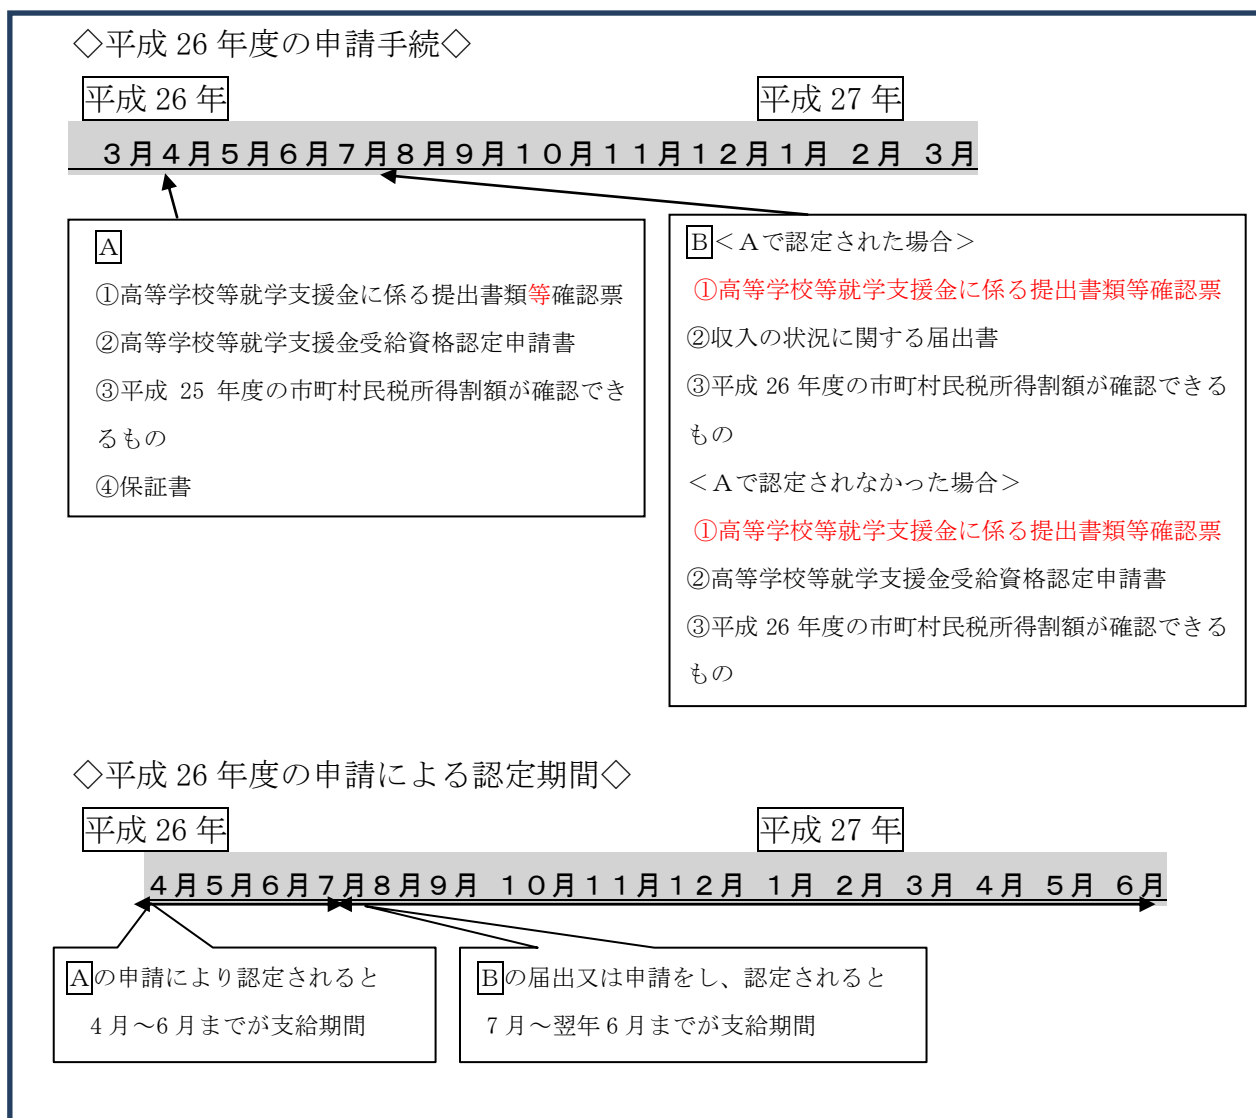 ◇平成 26 年度の申請手続◇
平成 26 年
平成 27 年
３月４月５月６月７月８月９月１０月１１月１２月１月 ２月 ３月
A
①高等学校等就学支援金に係る提出書類等確認票
②高等学校等就学支援金受給資格認定申請書
③平成 25 年度の市町村民税所得割額が確認でき
るもの
④保証書
B＜Ａで認定された場合＞
①高等学校等就学支援金に係る提出書類等確認票
②収入の状況に関する届出書
③平成 26 年度の市町村民税所得割額が確認できる
もの
＜Ａで認定されなかった場合＞
①高等学校等就学支援金に係る提出書類等確認票
②高等学校等就学支援金受給資格認定申請書
③平成 26 年度の市町村民税所得割額が確認できる
もの
◇平成 26 年度の申請による認定期間◇
平成 26 年
平成 27 年
４月５月６月７月８月９月 １０月１１月１２月 １月 ２月 ３月 ４月 ５月 ６月
Aの申請により認定されると
４月～６月までが支給期間
Bの届出又は申請をし、認定されると
７月～翌年６月までが支給期間